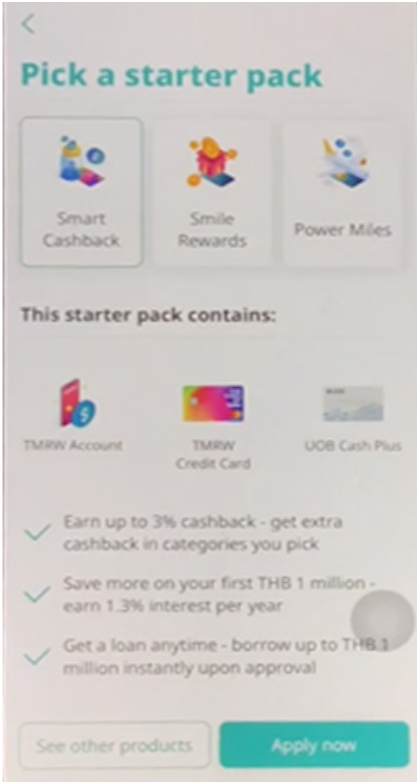 Pick a starter pack
Smart
Cashback
Smile
Rewards
Power Miles
This starter pack contains:
TMRW Account
TMRW
Credit Card
UOB Cash Plus
Earn up to 3% cashback - get extra
cashback in categories you pick
Save more on your first THB 1 million -
earn 1.3% interest per year
Get a loan anytime - borrow up to THB 1
million instantly upon approval
See other products
Apply now